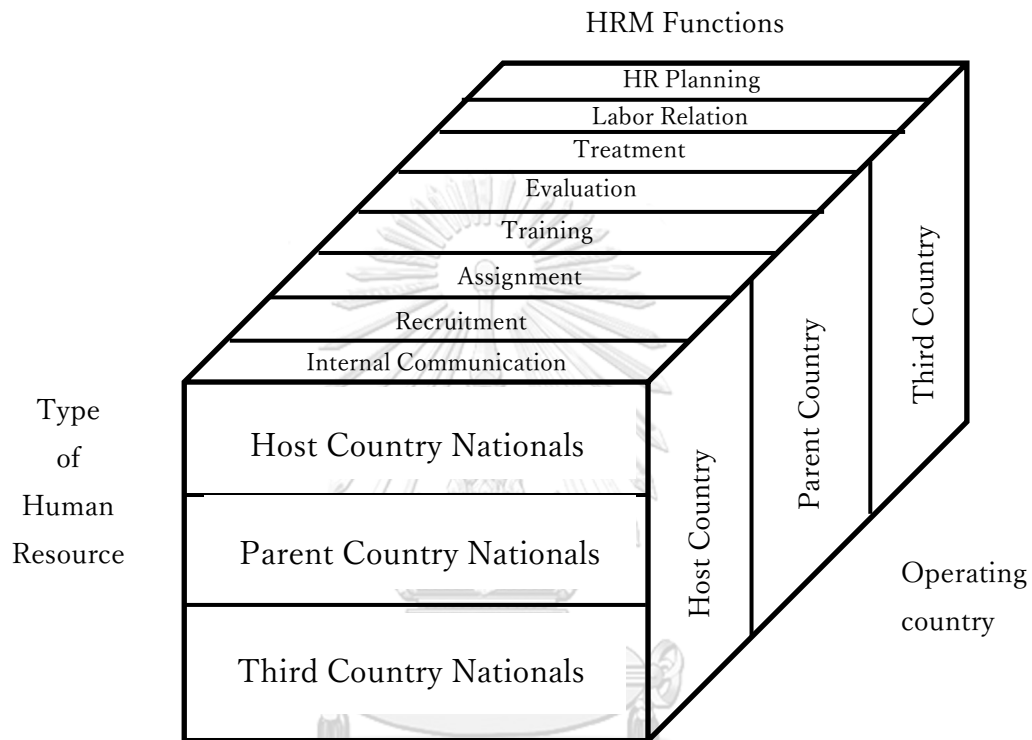 HRM Functions
HR Planning
Labor Relation
Treatment
Evaluation
Training
Assignment
Recruitment
Internal Communication
Type
of
Human
Resource
Host Country Nationals
Parent Country Nationals
Third Country Nationals
Host Country
Parent Country
Third Country
Operating
country